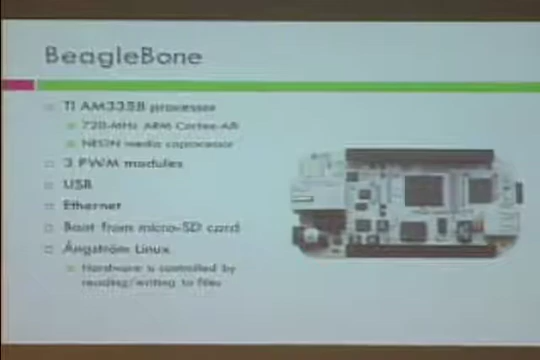 BeagleBone
TI AM3358 processor
720-MHz ARM Cortex-A8
NEON media coprocessor
3 PWM modules
USB
Ethernet
Boot from micro-SD card
Ångström Linux
Hardware is controlled by
reading/writing to files